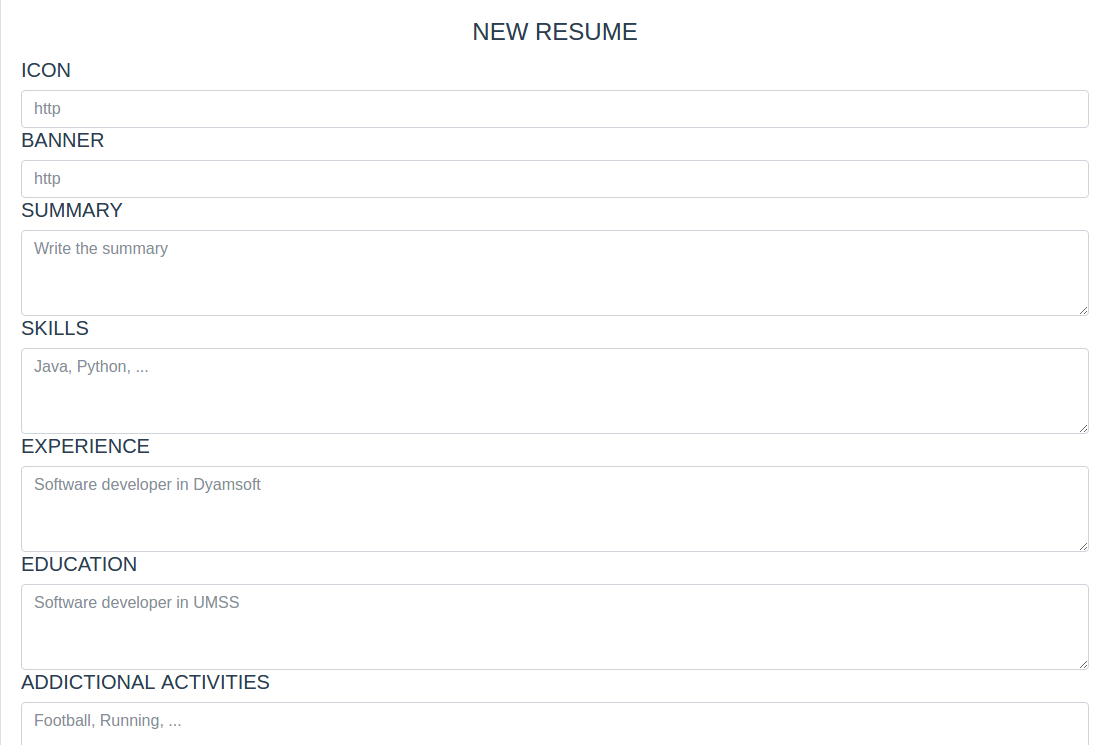 NEW RESUME
ICON
http
BANNER
http
SUMMARY
Write the summary
SKILLS
Java, Python, ...
EXPERIENCE
Software developer in Dyamsoft
EDUCATION
Software developer in UMSS
ADDICTIONAL ACTIVITIES
Football, Running, ...